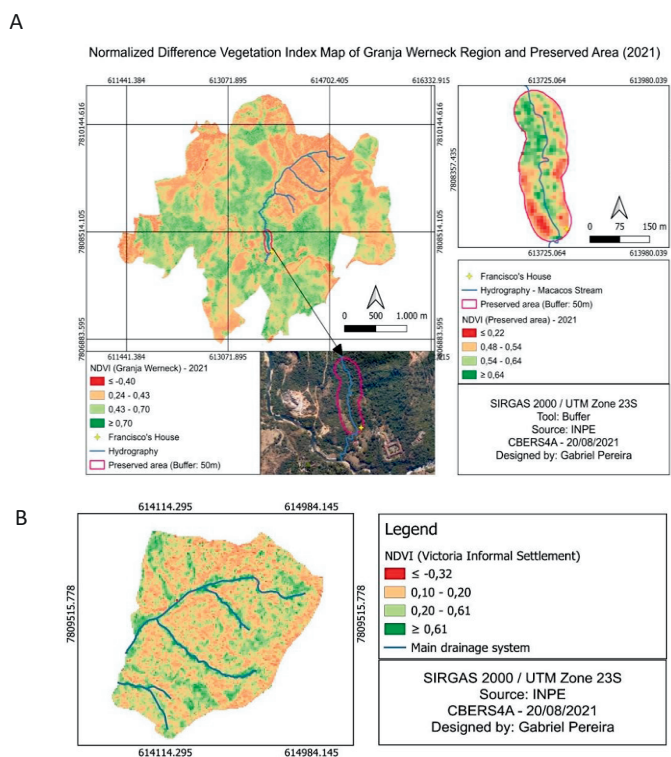 A
Normalized Difference Vegetation Index Map of Granja Werneck Region and Preserved Area (2021)
611441.384 613071.895 614702.405 616332.915
7810144.616
7808514.105
7806883.595
7810144.616
7808514.105
0 500 1.000 m
611441.384 613071.895
NDVI (Granja Werneck) - 2021
≤ -0,40
0,24 - 0,43
0,43 - 0,70
≥ 0,70
Francisco's House
Hydrography
Preserved area (Buffer: 50m)
613725.064 613980.039
7808357.435
0 75 150 m
613725.064 613980.039
Francisco's House
Hydrography - Macacos Stream
Preserved area (Buffer: 50m)
NDVI (Preserved area) - 2021
≤ 0,22
0,48 - 0,54
0,54 - 0,64
≥ 0,64
SIRGAS 2000 / UTM Zone 23S
Tool: Buffer
Source: INPE
CBERS4A - 20/08/2021
Designed by: Gabriel Pereira
B
614114.295 614984.145
7809515.778
7809515.778
614114.295 614984.145
Legend
NDVI (Victoria Informal Settlement)
≤ -0,32
0,10 - 0,20
0,20 - 0,61
≥ 0,61
Main drainage system
SIRGAS 2000 / UTM Zone 23S
Source: INPE
CBERS4A - 20/08/2021
Designed by: Gabriel Pereira